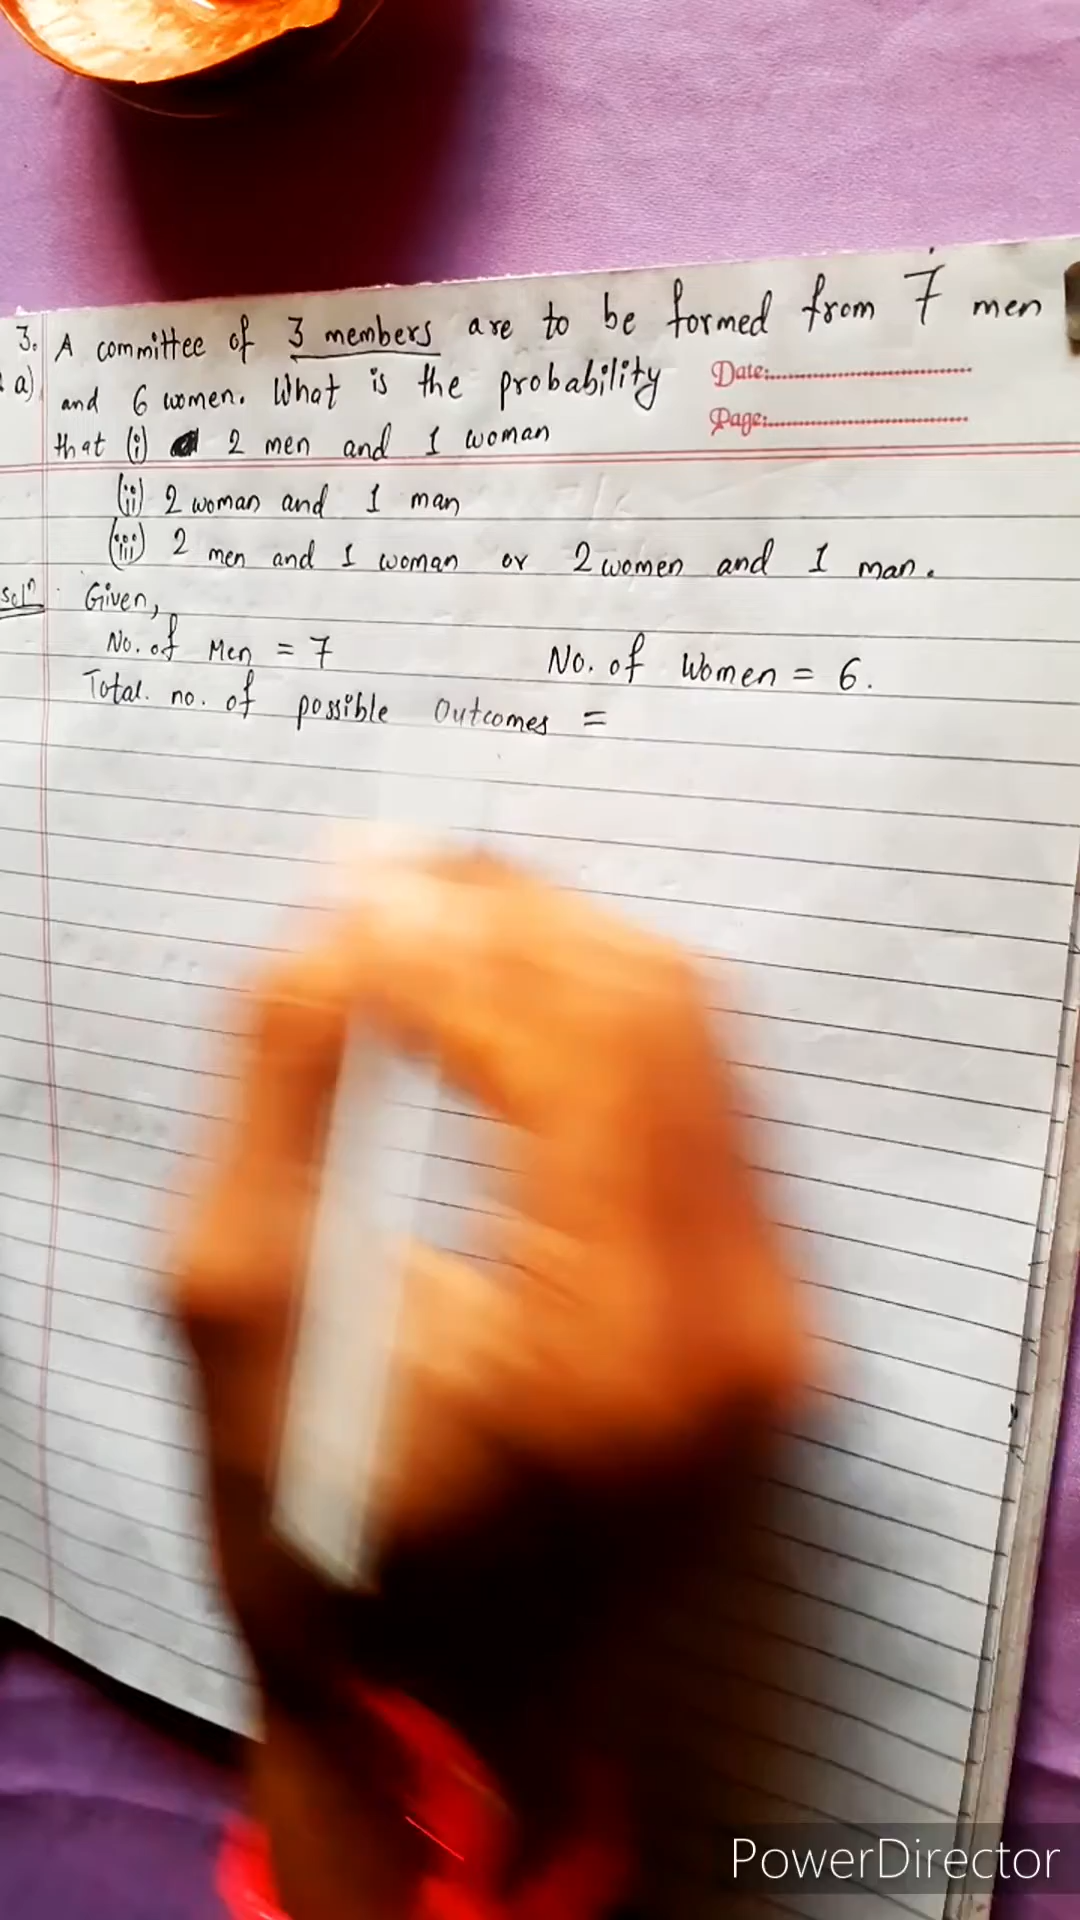 3. A committee of 3 members are to be formed from 7 men
a) and 6 women. What is the probability
Date:
Page:
that (i) 2 men and 1 woman
(ii) 2 woman and 1 man
(iii) 2 men and 1 woman or 2 women and 1 man.
Solⁿ Given,
No. of Men = 7 No. of Women = 6.
Total. no. of possible Outcomes =
PowerDirector